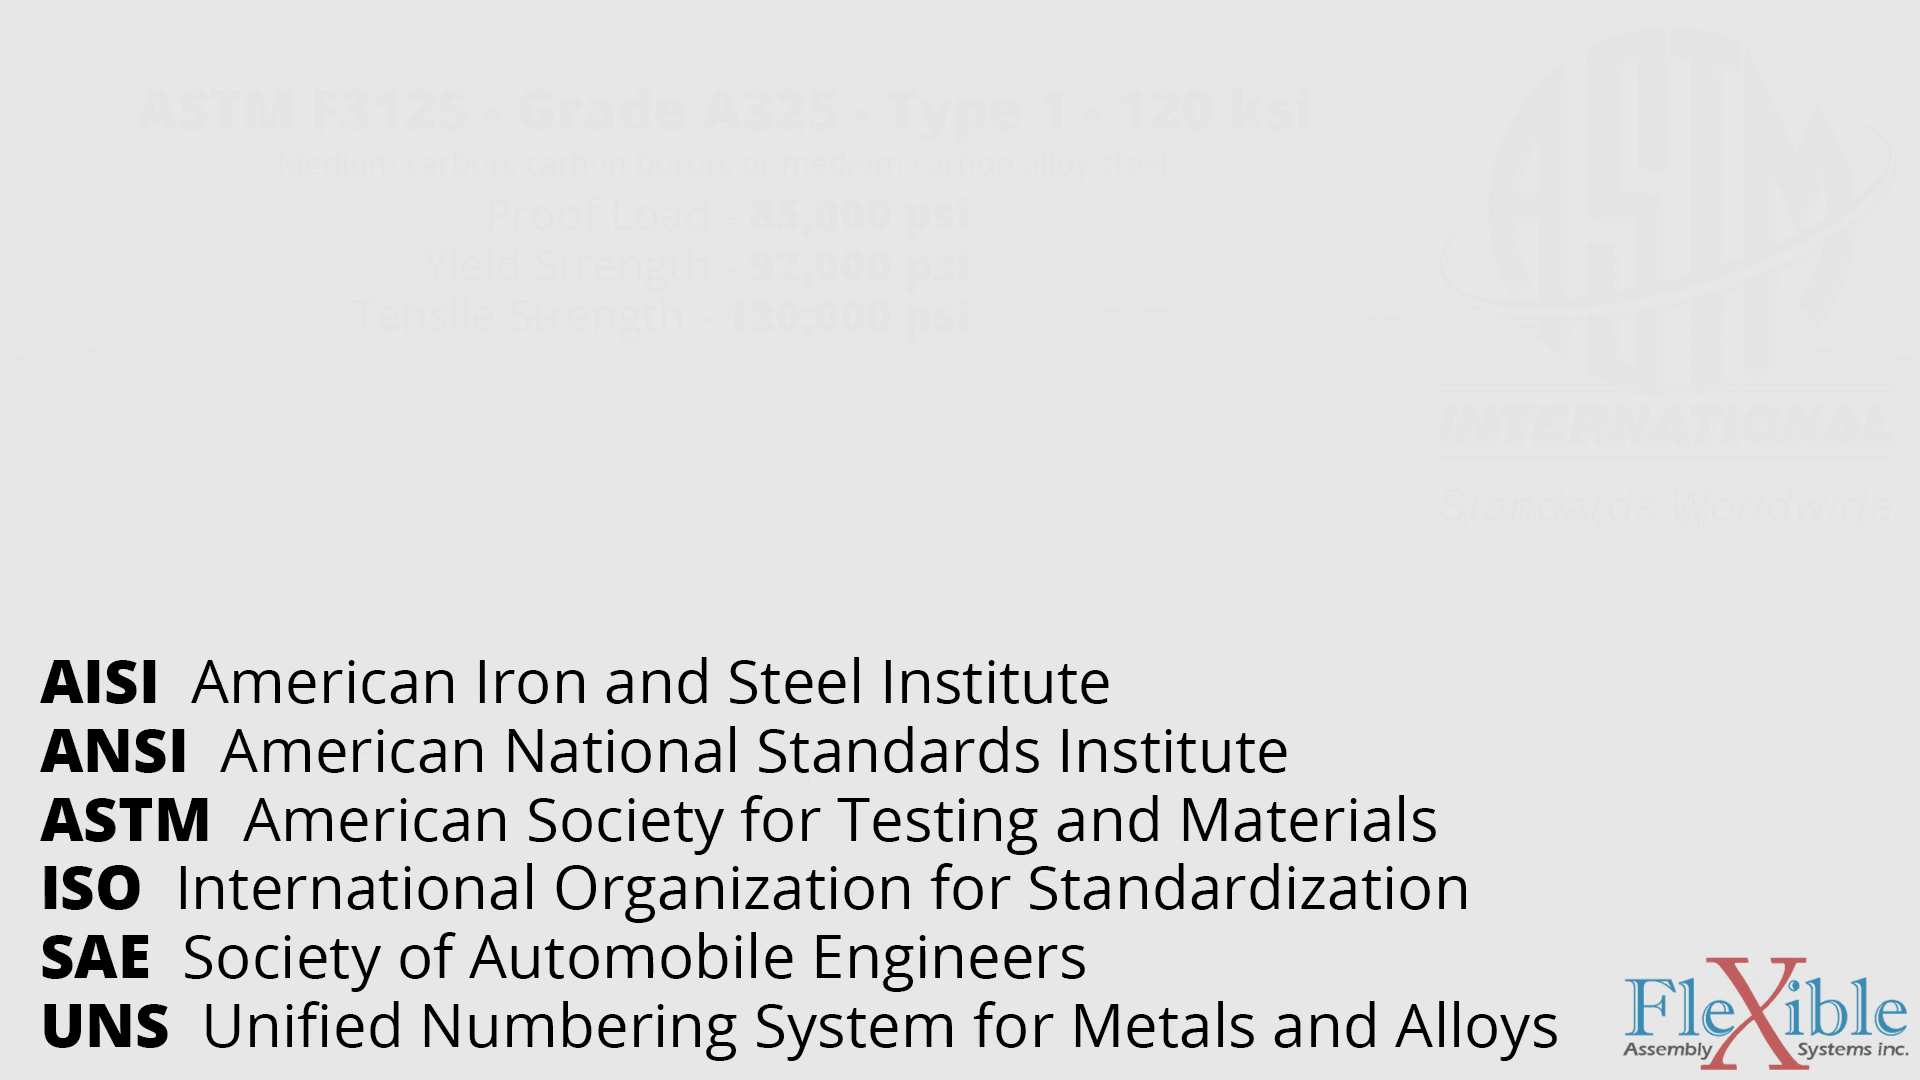 ASTM F3125 - Grade A325 - Type 1 - 120 ksi
Medium carbon, carbon boron, or medium carbon alloy steel
Proof Load - 85,000 psi
Yield Strength - 92,000 psi
Tensile Strength - 120,000 psi
ASTM
INTERNATIONAL
Standards Worldwide
AISI American Iron and Steel Institute
ANSI American National Standards Institute
ASTM American Society for Testing and Materials
ISO International Organization for Standardization
SAE Society of Automobile Engineers
UNS Unified Numbering System for Metals and Alloys
FleXible
Assembly Systems inc.